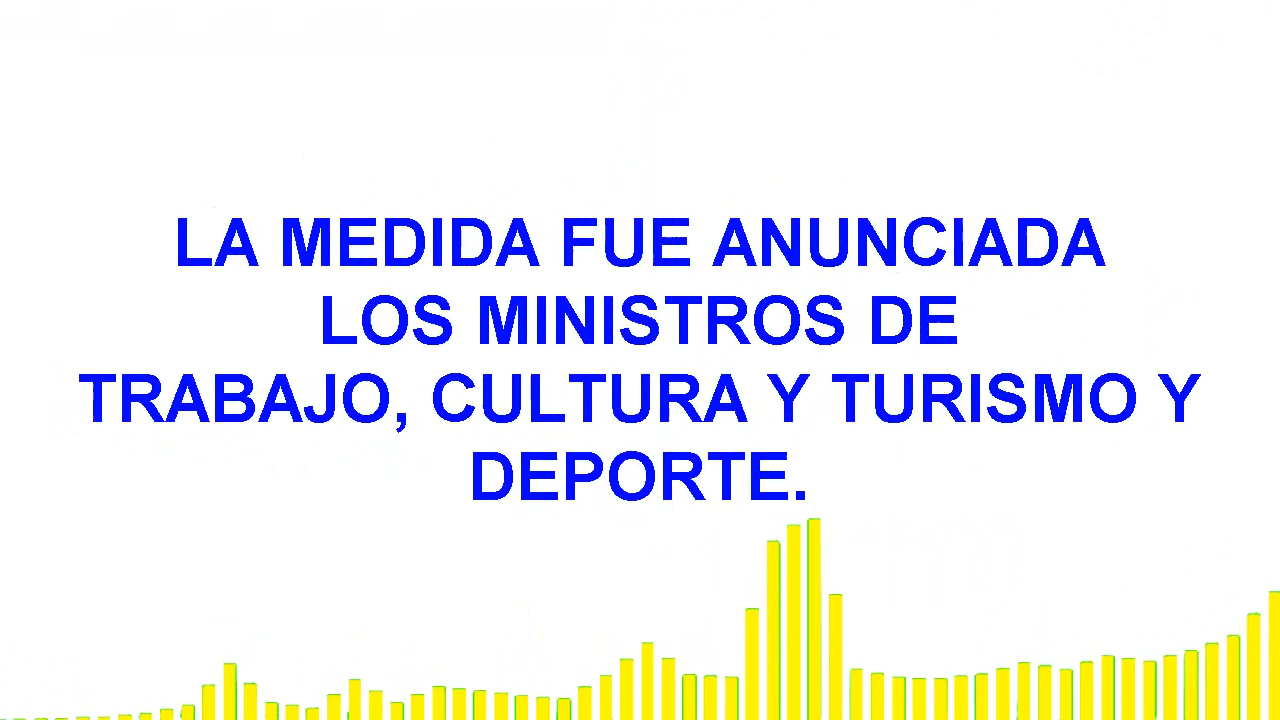 LA MEDIDA FUE ANUNCIADA
LOS MINISTROS DE
TRABAJO, CULTURA Y TURISMO Y
DEPORTE.